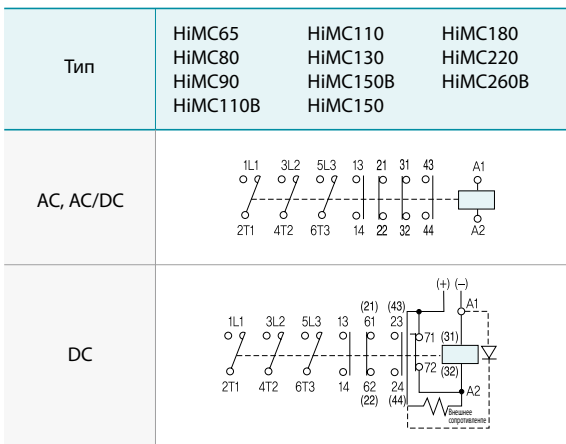 Тип
HiMC65 HiMC110 HiMC180
HiMC80 HiMC130 HiMC220
HiMC90 HiMC150B HiMC260B
HiMC110B HiMC150
AC, AC/DC
1L1 3L2 5L3 13 21 31 43 A1
2T1 4T2 6T3 14 22 32 44 A2
DC
(+) (–)
A1
(21) (43)
1L1 3L2 5L3 13 61 23
71 (31)
72 (32)
2T1 4T2 6T3 14 62 24 A2
(22) (44)
Внешнее
сопротивленте